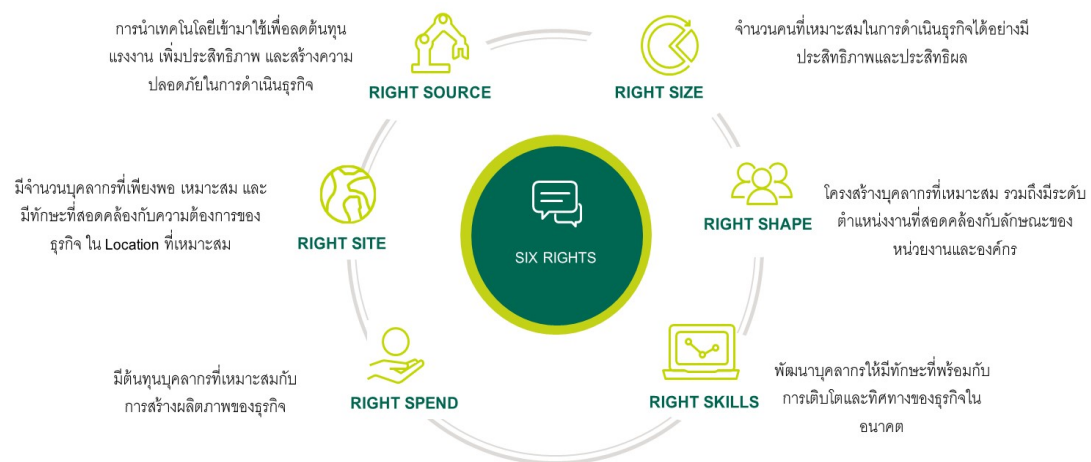 การนำเทคโนโลยีเข้ามาใช้เพื่อลดต้นทุน
แรงงาน เพิ่มประสิทธิภาพ และสร้างความ
ปลอดภัยในการดำเนินธุรกิจ
RIGHT SOURCE
จำนวนคนที่เหมาะสมในการดำเนินธุรกิจได้อย่างมี
ประสิทธิภาพและประสิทธิผล
RIGHT SIZE
มีจำนวนบุคลากรที่เพียงพอ เหมาะสม และ
มีทักษะที่สอดคล้องกับความต้องการของ
ธุรกิจ ใน Location ที่เหมาะสม
RIGHT SITE
SIX RIGHTS
RIGHT SHAPE
โครงสร้างบุคลากรที่เหมาะสม รวมถึงมีระดับ
ตำแหน่งงานที่สอดคล้องกับลักษณะของ
หน่วยงานและองค์กร
มีต้นทุนบุคลากรที่เหมาะสมกับ
การสร้างผลิตภาพของธุรกิจ
RIGHT SPEND
RIGHT SKILLS
พัฒนาบุคลากรให้มีทักษะที่พร้อมกับ
การเติบโตและทิศทางของธุรกิจใน
อนาคต